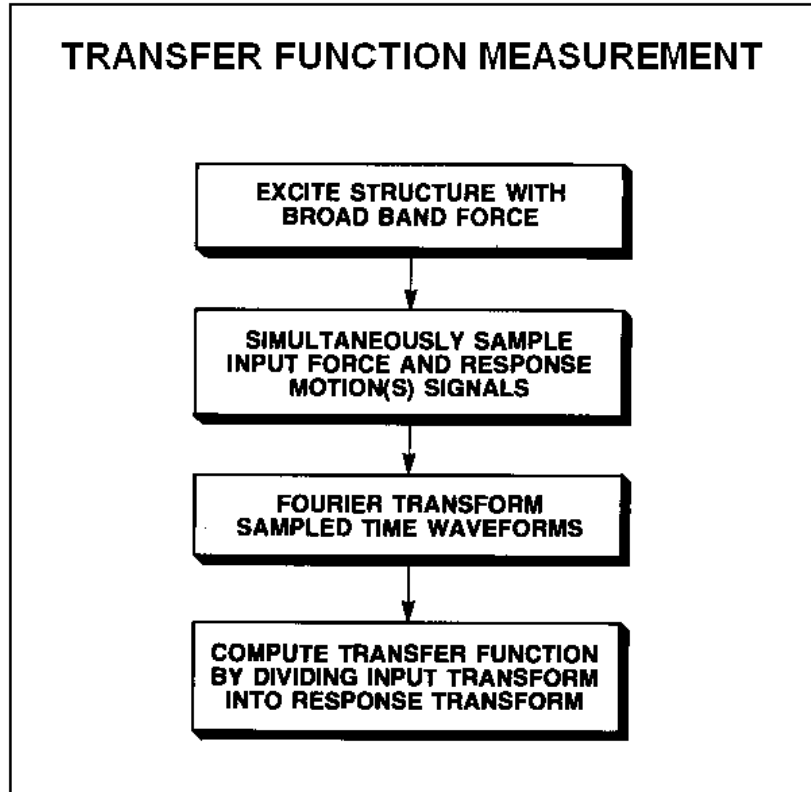 TRANSFER FUNCTION MEASUREMENT
EXCITE STRUCTURE WITH
BROAD BAND FORCE
SIMULTANEOUSLY SAMPLE
INPUT FORCE AND RESPONSE
MOTION(S) SIGNALS
FOURIER TRANSFORM
SAMPLED TIME WAVEFORMS
COMPUTE TRANSFER FUNCTION
BY DIVIDING INPUT TRANSFORM
INTO RESPONSE TRANSFORM